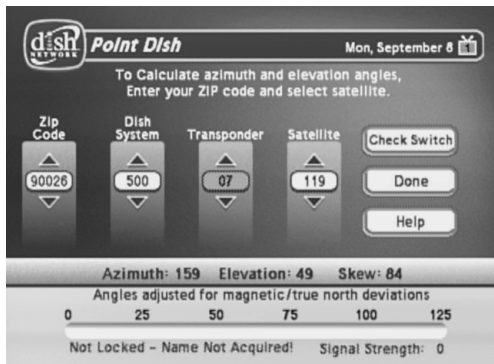 dish
NETWORK
Point Dish
Mon, September 8
To Calculate azimuth and elevation angles,
Enter your ZIP code and select satellite.
Zip Code
Dish System
Transponder
Satellite
90026
500
07
119
Check Switch
Done
Help
Azimuth: 159 Elevation: 49 Skew: 84
Angles adjusted for magnetic/true north deviations
0 25 50 75 100 125
Not Locked - Name Not Acquired! Signal Strength: 0